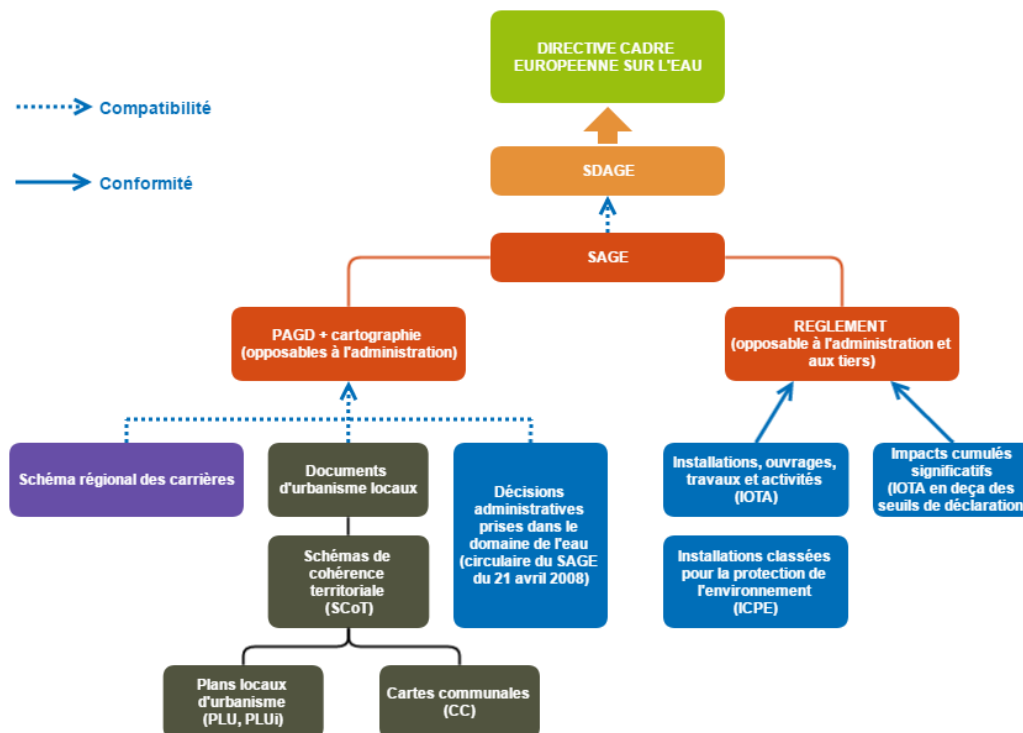 DIRECTIVE CADRE
EUROPEENNE SUR L'EAU
Compatibilité
SDAGE
Conformité
SAGE
PAGD + cartographie
(opposables à l'administration)
REGLEMENT
(opposable à l'administration et
aux tiers)
Schéma régional des carrières
Documents
d'urbanisme locaux
Décisions
administratives
prises dans le
domaine de l'eau
(circulaire du SAGE
du 21 avril 2008)
Installations, ouvrages,
travaux et activités
(IOTA)
Impacts cumulés
significatifs
(IOTA en deça des
seuils de déclaration
Schémas de
cohérence
territoriale
(SCoT)
Installations classées
pour la protection de
l'environnement
(ICPE)
Plans locaux
d'urbanisme
(PLU, PLUi)
Cartes communales
(CC)